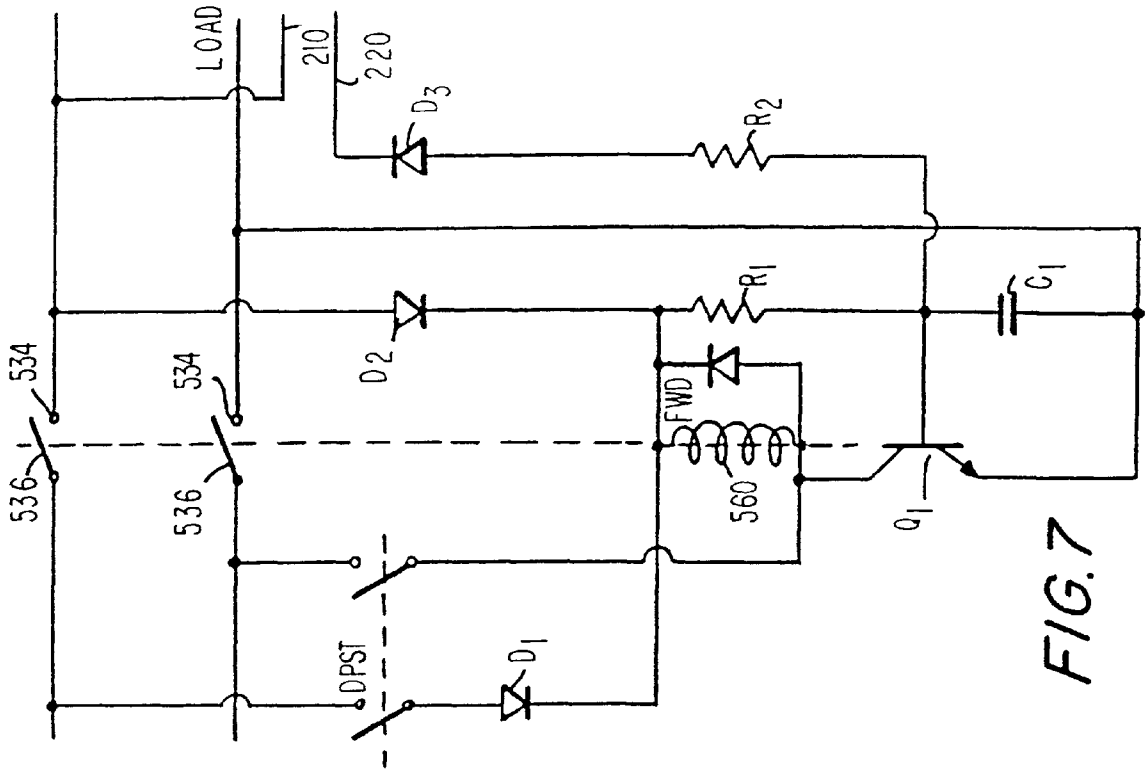 534
536
LOAD
534
536
210
220
D3
D2
DPST
D1
FWD
560
R1
R2
Q1
C1
FIG.7